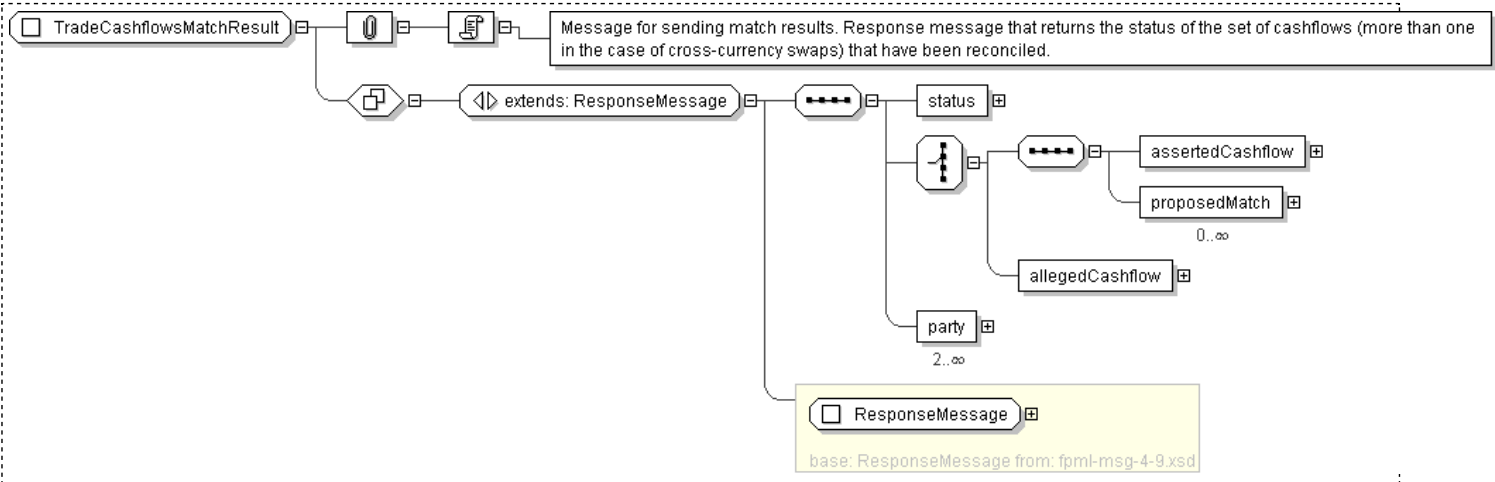 TradeCashflowsMatchResult
Message for sending match results. Response message that returns the status of the set of cashflows (more than one
in the case of cross-currency swaps) that have been reconciled.
extends: ResponseMessage
status
assertedCashflow
proposedMatch
0..∞
allegedCashflow
party
2..∞
ResponseMessage
base: ResponseMessage from: fpml-msg-4-9.xsd